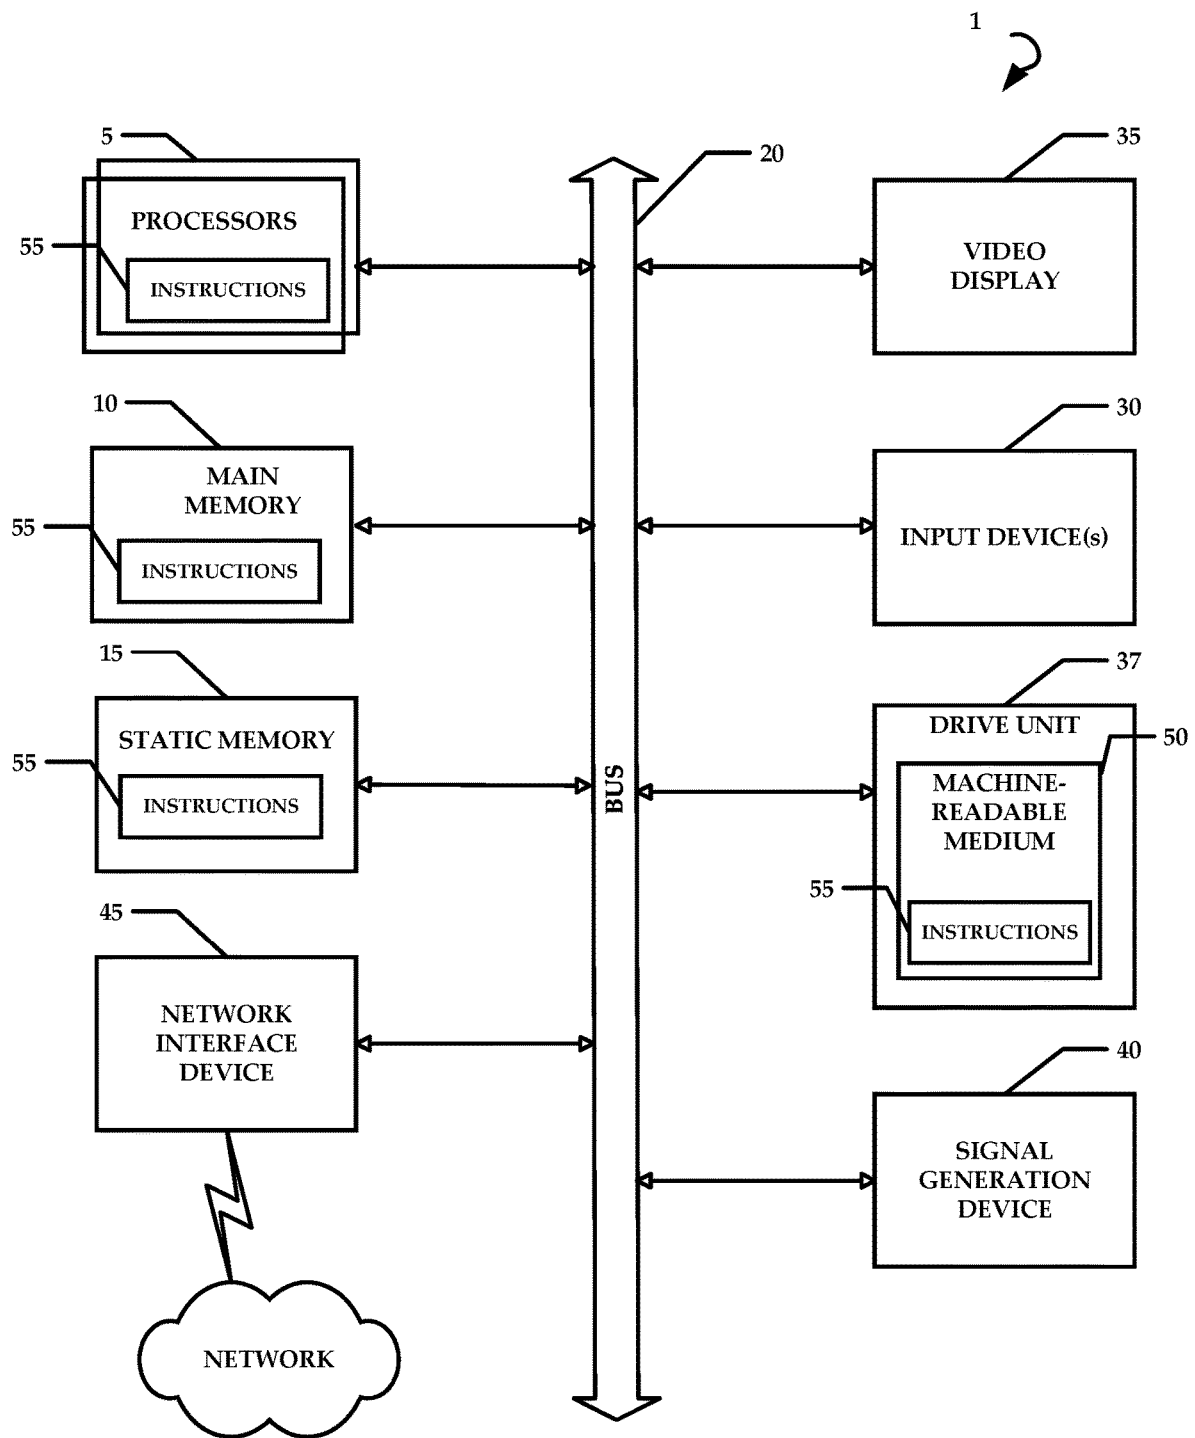 1
5
PROCESSORS
55
INSTRUCTIONS
10
MAIN
MEMORY
55
INSTRUCTIONS
15
STATIC MEMORY
55
INSTRUCTIONS
45
NETWORK
INTERFACE
DEVICE
NETWORK
20
BUS
35
VIDEO
DISPLAY
30
INPUT DEVICE(s)
37
DRIVE UNIT
50
MACHINE-
READABLE
MEDIUM
55
INSTRUCTIONS
40
SIGNAL
GENERATION
DEVICE